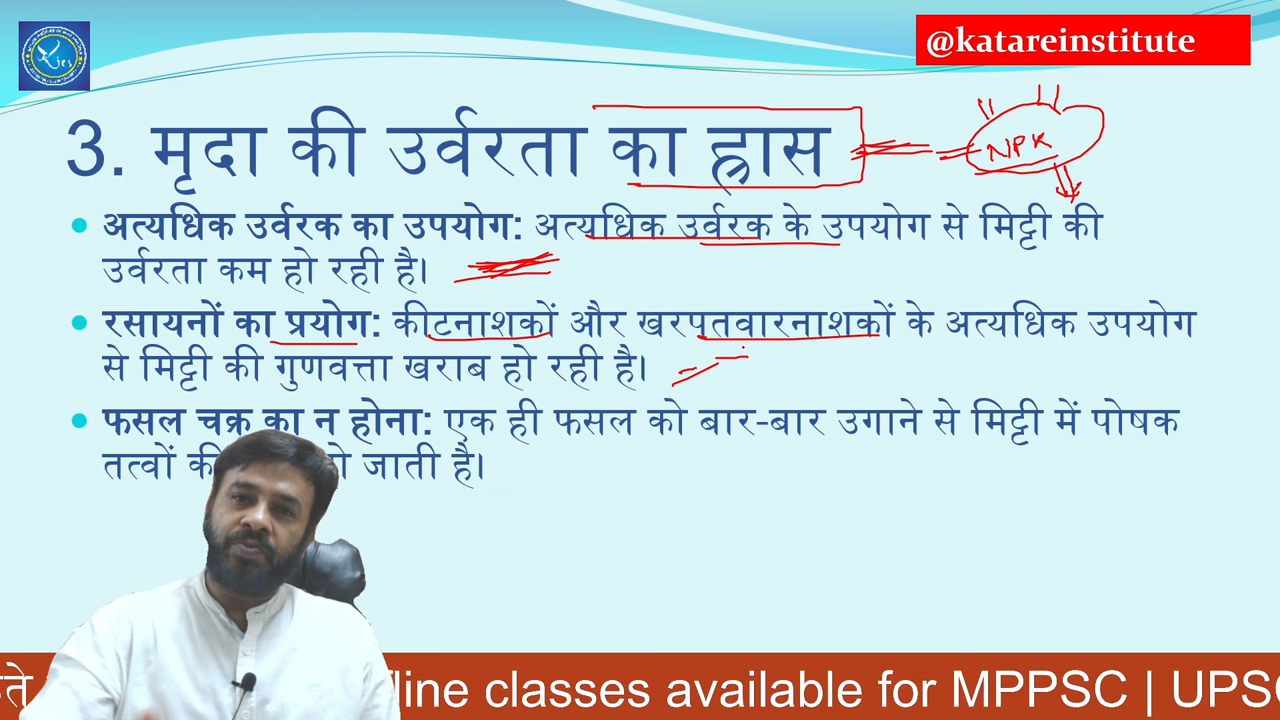 @katareinstitute
3. मृदा की उर्वरता का ह्रास
NPK
• अत्यधिक उर्वरक का उपयोग: अत्यधिक उर्वरक के उपयोग से मिट्टी की
उर्वरता कम हो रही है।
• रसायनों का प्रयोग: कीटनाशकों और खरपतवारनाशकों के अत्यधिक उपयोग
से मिट्टी की गुणवत्ता खराब हो रही है।
• फसल चक्र का न होना: एक ही फसल को बार-बार उगाने से मिट्टी में पोषक
तत्वों की जाती है।
line classes available for MPPSC | UPSC